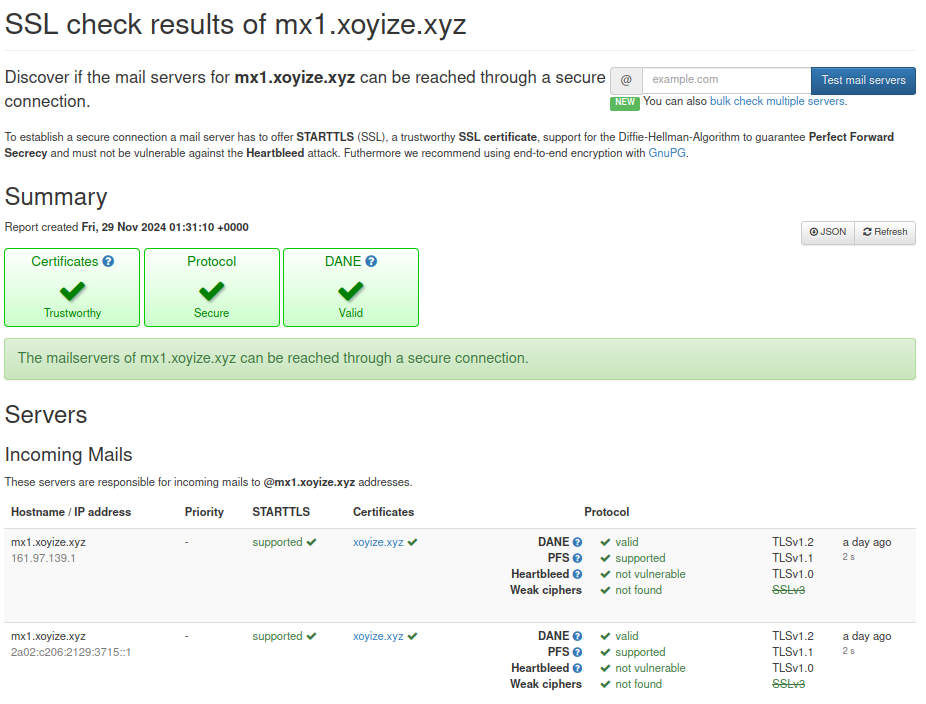 SSL check results of mx1.xoyize.xyz
Discover if the mail servers for mx1.xoyize.xyz can be reached through a secure
connection.
@ example.com Test mail servers
NEW You can also bulk check multiple servers.
To establish a secure connection a mail server has to offer STARTTLS (SSL), a trustworthy SSL certificate, support for the Diffie-Hellman-Algorithm to guarantee Perfect Forward
Secrecy and must not be vulnerable against the Heartbleed attack. Futhermore we recommend using end-to-end encryption with GnuPG.
Summary
Report created Fri, 29 Nov 2024 01:31:10 +0000
JSON Refresh
Certificates ? Protocol DANE ?
Trustworthy Secure Valid
The mailservers of mx1.xoyize.xyz can be reached through a secure connection.
Servers
Incoming Mails
These servers are responsible for incoming mails to @mx1.xoyize.xyz addresses.
Hostname / IP address Priority STARTTLS Certificates Protocol
mx1.xoyize.xyz - supported ✔ xoyize.xyz ✔ DANE ? ✔ valid TLSv1.2 a day ago
161.97.139.1 PFS ? ✔ supported TLSv1.1 2 s
Heartbleed ? ✔ not vulnerable TLSv1.0
Weak ciphers ✔ not found SSLv3
mx1.xoyize.xyz - supported ✔ xoyize.xyz ✔ DANE ? ✔ valid TLSv1.2 a day ago
2a02:c206:2129:3715::1 PFS ? ✔ supported TLSv1.1 2 s
Heartbleed ? ✔ not vulnerable TLSv1.0
Weak ciphers ✔ not found SSLv3